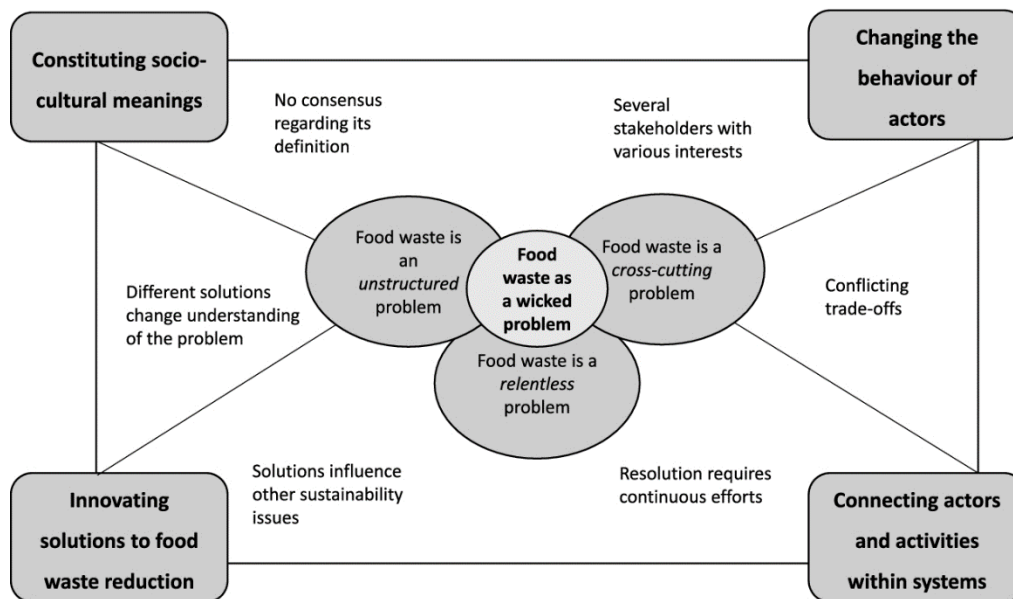 Constituting socio-
cultural meanings
Changing the
behaviour of
actors
No consensus
regarding its
definition
Several
stakeholders with
various interests
Food waste is
an
unstructured
problem
Food
waste as
a wicked
problem
Food waste is a
cross-cutting
problem
Different solutions
change understanding
of the problem
Conflicting
trade-offs
Food waste is a
relentless
problem
Solutions influence
other sustainability
issues
Resolution requires
continuous efforts
Innovating
solutions to food
waste reduction
Connecting actors
and activities
within systems